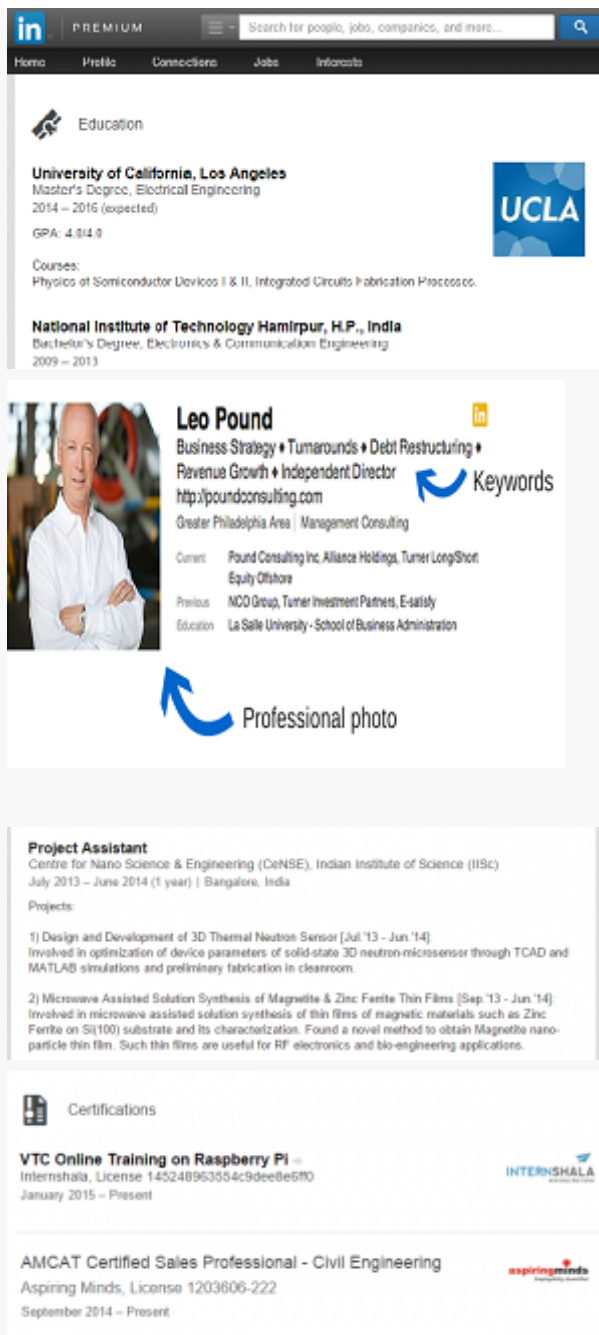 in PREMIUM Search for people, jobs, companies, and more...
Home Profile Connections Jobs Interests
Education
University of California, Los Angeles
Master's Degree, Electrical Engineering
2014 – 2016 (expected)
UCLA
GPA: 4.0/4.0
Courses:
Physics of Semiconductor Devices I & II, Integrated Circuits Fabrication Processes.
National Institute of Technology Hamirpur, H.P., India
Bachelor's Degree, Electronics & Communication Engineering
2009 – 2013
Leo Pound
in
Business Strategy ♦ Turnarounds ♦ Debt Restructuring ♦
Revenue Growth ♦ Independent Director
Keywords
http://poundconsulting.com
Greater Philadelphia Area | Management Consulting
Current Pound Consulting Inc, Alliance Holdings, Turner Long/Short
Equity Offshore
Previous NCO Group, Turner Investment Partners, E-satisfy
Education La Salle University - School of Business Administration
Professional photo
Project Assistant
Centre for Nano Science & Engineering (CeNSE), Indian Institute of Science (IISc)
July 2013 – June 2014 (1 year) | Bangalore, India
Projects:
1) Design and Development of 3D Thermal Neutron Sensor [Jul.'13 - Jun.'14]
Involved in optimization of device parameters of solid-state 3D neutron-microsensor through TCAD and
MATLAB simulations and preliminary fabrication in cleanroom.
2) Microwave Assisted Solution Synthesis of Magnetite & Zinc Ferrite Thin Films [Sep.'13 - Jun.'14]
Involved in microwave assisted solution synthesis of thin films of magnetic materials such as Zinc
Ferrite on Si(100) substrate and its characterization. Found a novel method to obtain Magnetite nano-
particle thin film. Such thin films are useful for RF electronics and bio-engineering applications.
Certifications
VTC Online Training on Raspberry Pi
Internshala, License 145248963554c9dee8e6ff0
January 2015 – Present
INTERNSHALA
AMCAT Certified Sales Professional - Civil Engineering
Aspiring Minds, License 1203606-222
September 2014 – Present
aspiringminds